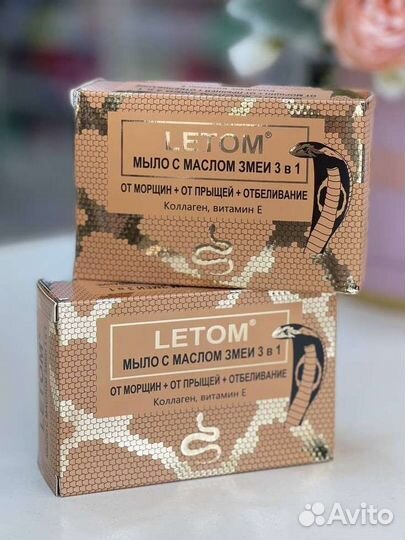 LETOM®
МЫЛО С МАСЛОМ ЗМЕИ 3 в 1
ОТ МОРЩИН + ОТ ПРЫЩЕЙ + ОТБЕЛИВАНИЕ
Коллаген, витамин Е
LETOM®
МЫЛО С МАСЛОМ ЗМЕИ 3 в 1
ОТ МОРЩИН + ОТ ПРЫЩЕЙ + ОТБЕЛИВАНИЕ
Коллаген, витамин Е
Avito